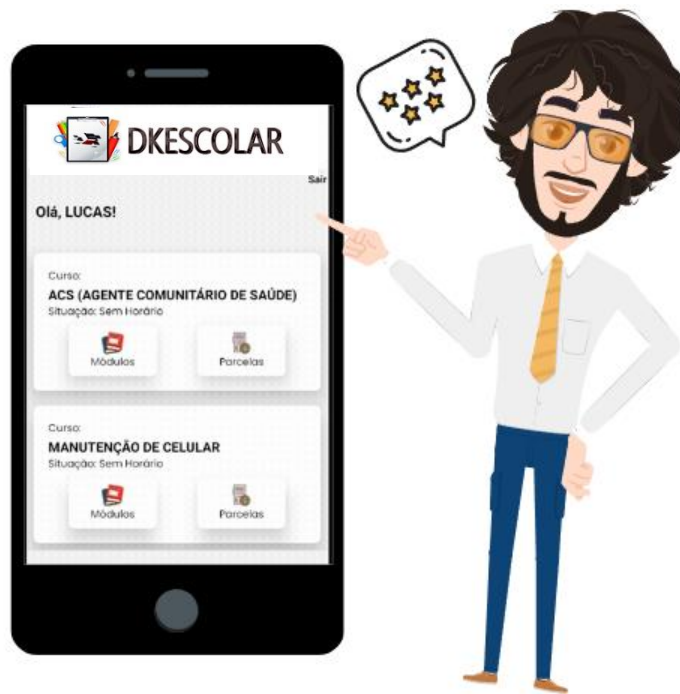 DKESCOLAR
Sair
Olá, LUCAS!
Curso:
ACS (AGENTE COMUNITÁRIO DE SAÚDE)
Situação: Sem Horário
Módulos
Parcelas
Curso:
MANUTENÇÃO DE CELULAR
Situação: Sem Horário
Módulos
Parcelas